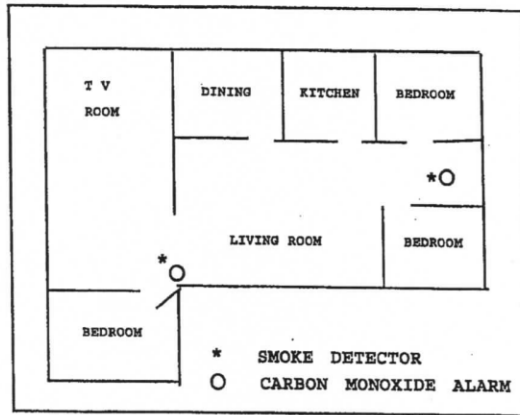 T V
ROOM
DINING
KITCHEN
BEDROOM
* O
LIVING ROOM
BEDROOM
* O
BEDROOM
* SMOKE DETECTOR
O CARBON MONOXIDE ALARM